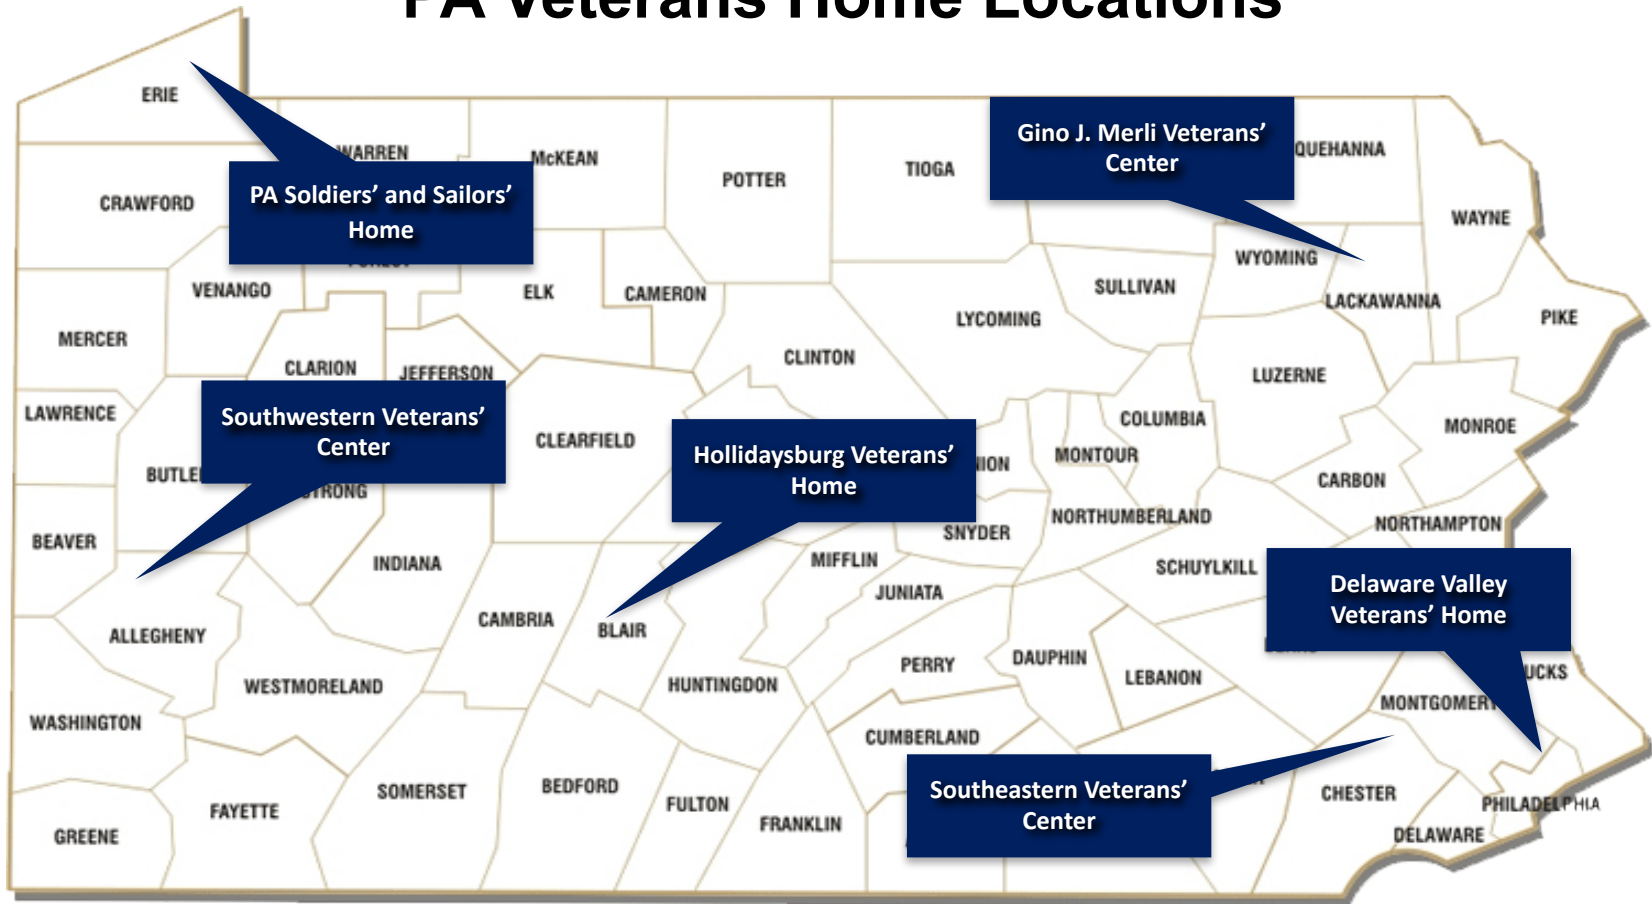 PA Veterans Home Locations
ERIE
WARREN
McKEAN
POTTER
TIOGA
Gino J. Merli Veterans’
Center
QUEHANNA
WAYNE
CRAWFORD
PA Soldiers’ and Sailors’
Home
WYOMING
VENANGO
ELK
CAMERON
SULLIVAN
LACKAWANNA
PIKE
MERCER
LYCOMING
CLINTON
CLARION
JEFFERSON
LUZERNE
LAWRENCE
Southwestern Veterans’
Center
CLEARFIELD
Hollidaysburg Veterans’
Home
NION
MONTOUR
COLUMBIA
MONROE
BUTLE
TRONG
CARBON
BEAVER
SNYDER
NORTHUMBERLAND
NORTHAMPTON
INDIANA
MIFFLIN
JUNIATA
SCHUYLKILL
Delaware Valley
Veterans’ Home
ALLEGHENY
CAMBRIA
BLAIR
PERRY
DAUPHIN
LEBANON
UCKS
WESTMORELAND
HUNTINGDON
MONTGOMERY
WASHINGTON
CUMBERLAND
Southeastern Veterans’
Center
SOMERSET
BEDFORD
FULTON
CHESTER
PHILADELPHIA
FAYETTE
FRANKLIN
GREENE
DELAWARE